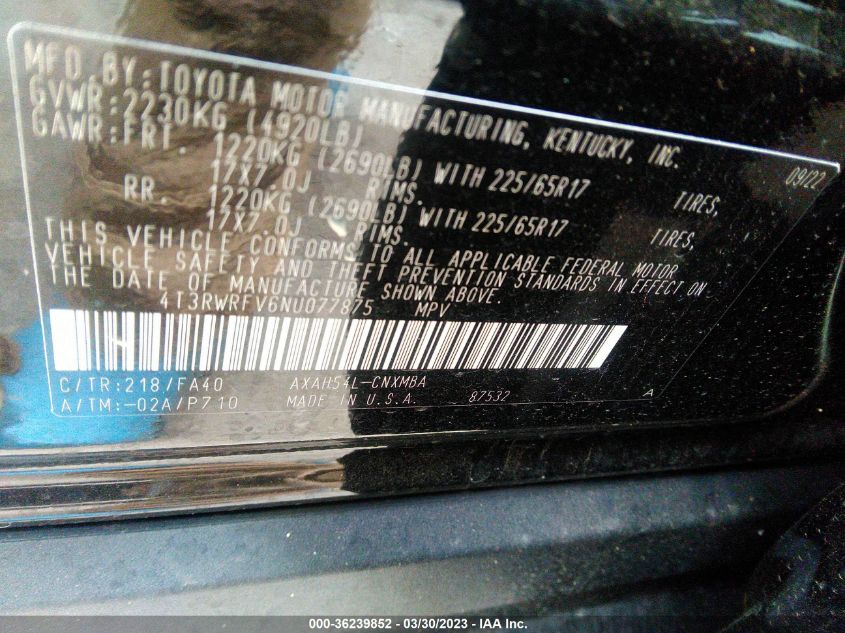 MFD. BY: TOYOTA MOTOR MANUFACTURING, KENTUCKY, INC.
GVWR: 2230KG (4920LB) 09/22
GAWR: FRT. 1220KG (2690LB) WITH 225/65R17 TIRES,
17X7.0J RIMS.
RR. 1220KG (2690LB) WITH 225/65R17 TIRES,
17X7.0J RIMS.
THIS VEHICLE CONFORMS TO ALL APPLICABLE FEDERAL MOTOR
VEHICLE SAFETY AND THEFT PREVENTION STANDARDS IN EFFECT ON
THE DATE OF MANUFACTURE SHOWN ABOVE.
4T3RWRFV6NU077875 MPV
C/TR:218/FA40 AXAH54L-CNXMBA
A/TM:-02A/P710 MADE IN U.S.A. 87532 A
000-36239852 — 03/30/2023 — IAA Inc.